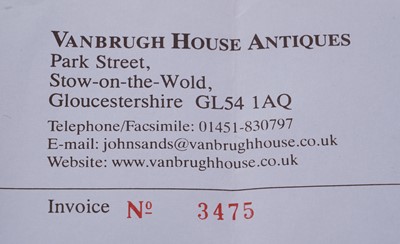 VANBRUGH HOUSE ANTIQUES
Park Street,
Stow-on-the-Wold,
Gloucestershire GL54 1AQ
Telephone/Facsimile: 01451-830797
E-mail: johnsands@vanbrughhouse.co.uk
Website: www.vanbrughhouse.co.uk
Invoice Nº 3475